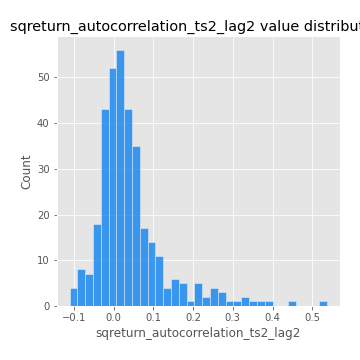 sqreturn_autocorrelation_ts2_lag2 value distribut
50
40
30
20
10
0
Count
−0.1 0.0 0.1 0.2 0.3 0.4 0.5
sqreturn_autocorrelation_ts2_lag2